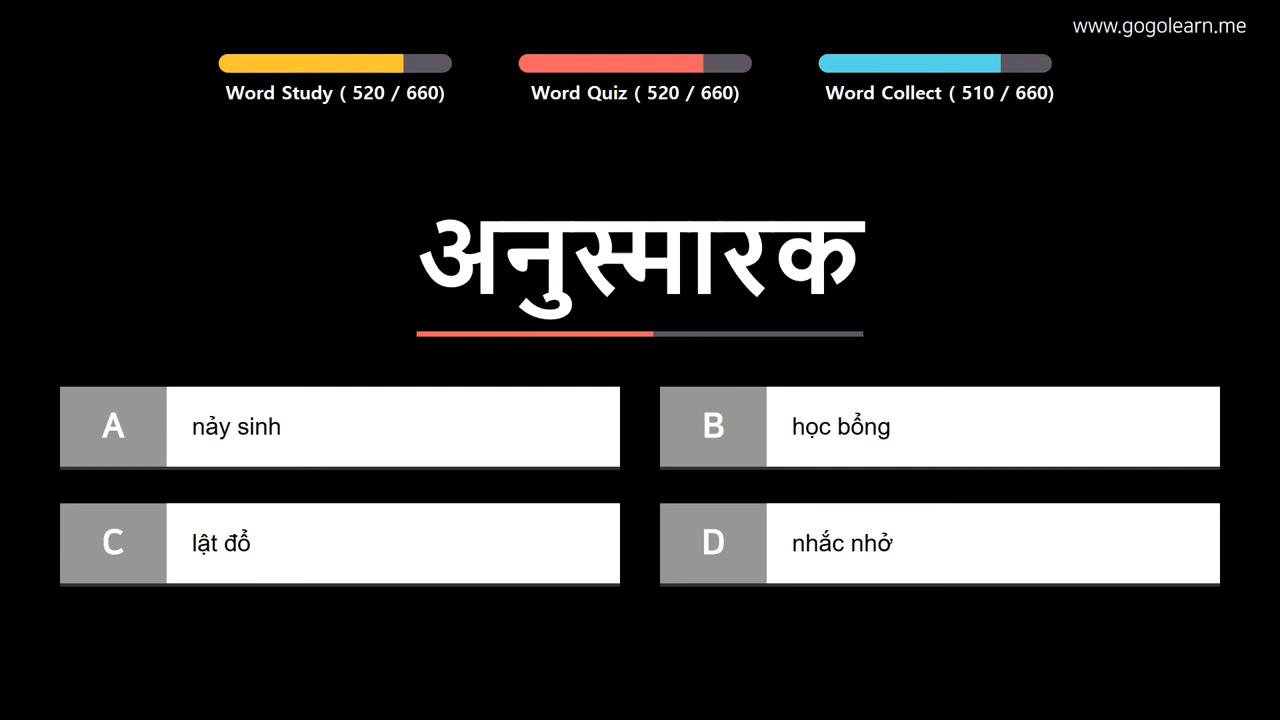 www.gogolearn.me
Word Study ( 520 / 660)
Word Quiz ( 520 / 660)
Word Collect ( 510 / 660)
अनुस्मारक
A nảy sinh
B học bổng
C lật đổ
D nhắc nhở